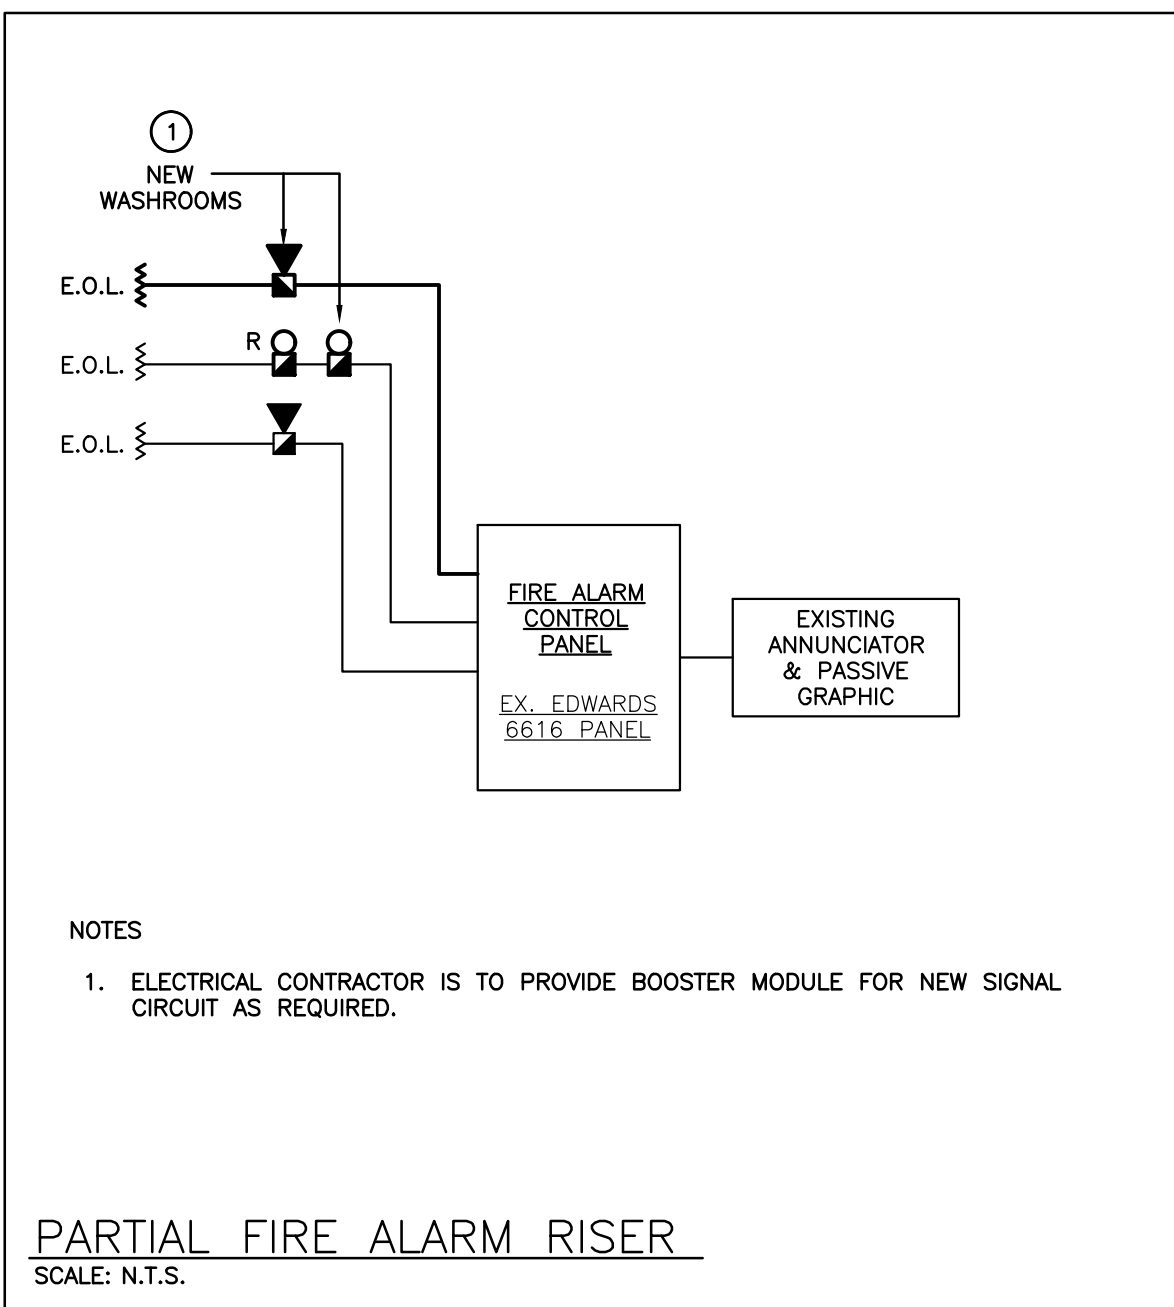 1
NEW
WASHROOMS
E.O.L.
R
E.O.L.
E.O.L.
FIRE ALARM
CONTROL
PANEL
EX. EDWARDS
6616 PANEL
EXISTING
ANNUNCIATOR
& PASSIVE
GRAPHIC
NOTES
1. ELECTRICAL CONTRACTOR IS TO PROVIDE BOOSTER MODULE FOR NEW SIGNAL
CIRCUIT AS REQUIRED.
PARTIAL FIRE ALARM RISER
SCALE: N.T.S.